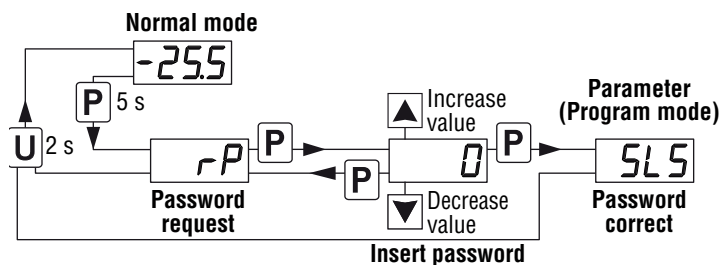 Normal mode
-25.5
P 5 s
U 2 s
rP
Password
request
P
P
Increase
value
0
Decrease
value
Insert password
P
Parameter
(Program mode)
SLS
Password
correct